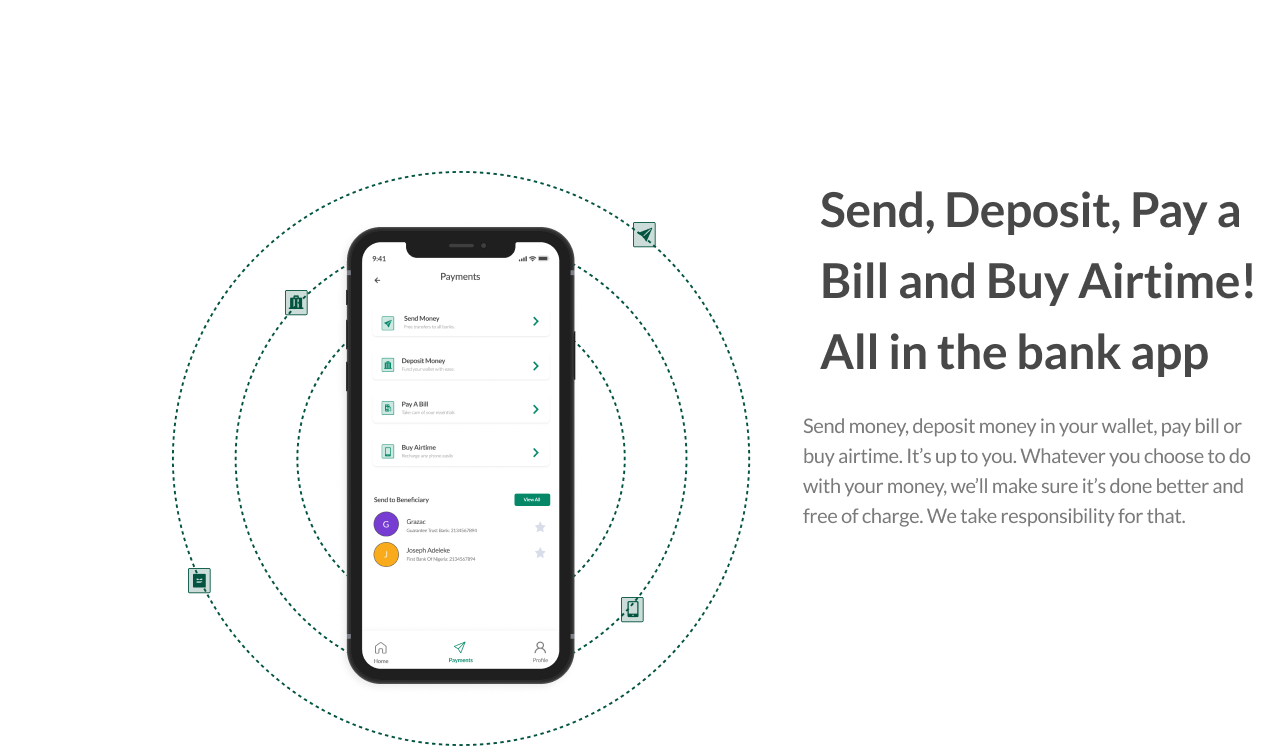 Send, Deposit, Pay a
Bill and Buy Airtime!
All in the bank app
Send money, deposit money in your wallet, pay bill or
buy airtime. It’s up to you. Whatever you choose to do
with your money, we’ll make sure it’s done better and
free of charge. We take responsibility for that.
9:41
Payments
Send Money
Free transfers to all banks
Deposit Money
Fund your wallet with ease
Pay A Bill
Take care of your essentials
Buy Airtime
Recharge any phone easily
Send to Beneficiary
View All
G
Grazac
Guarantee Trust Bank: 2134567893
J
Joseph Adeleke
First Bank Of Nigeria: 2134567894
Home
Payments
Profile